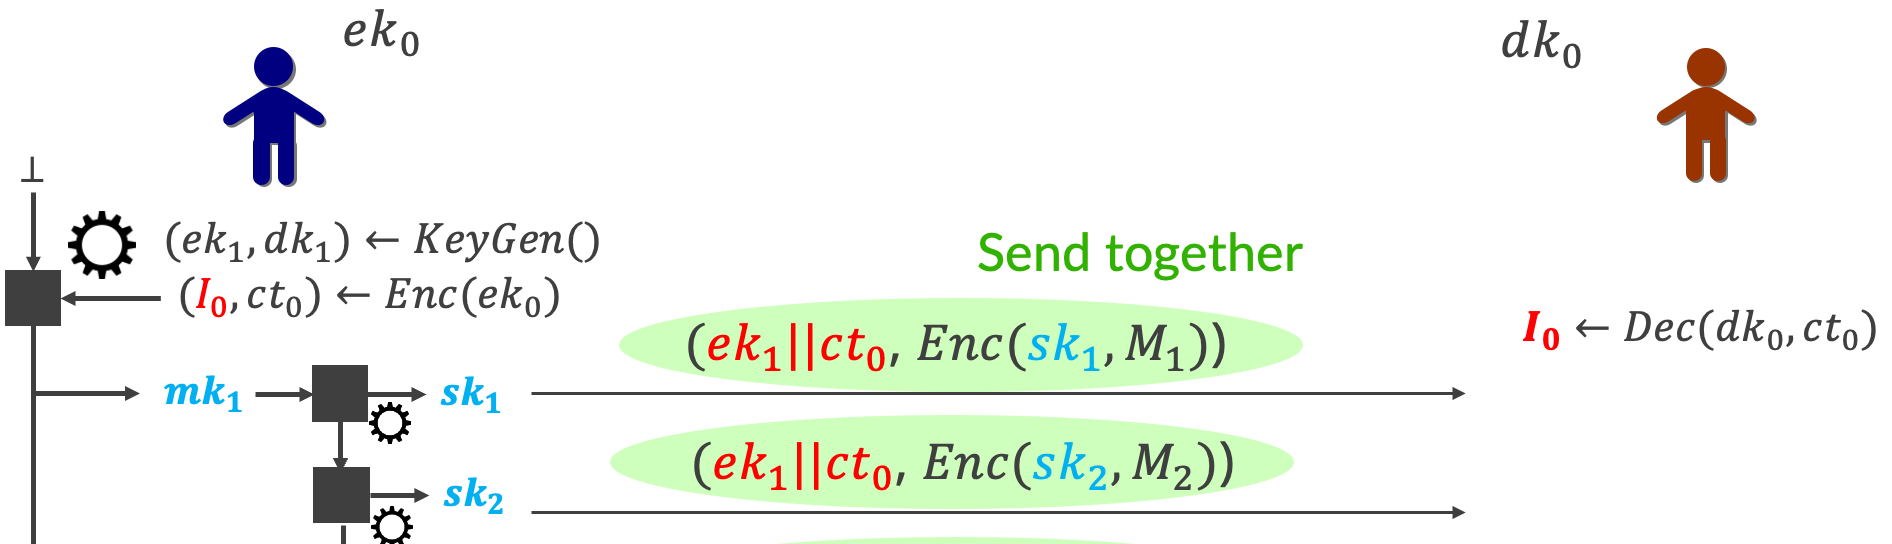 ek₀
dk₀
⊥
(ek₁, dk₁) ← KeyGen()
(I₀, ct₀) ← Enc(ek₀)
Send together
(ek₁||ct₀, Enc(sk₁, M₁))
I₀ ← Dec(dk₀, ct₀)
mk₁
sk₁
(ek₁||ct₀, Enc(sk₂, M₂))
sk₂